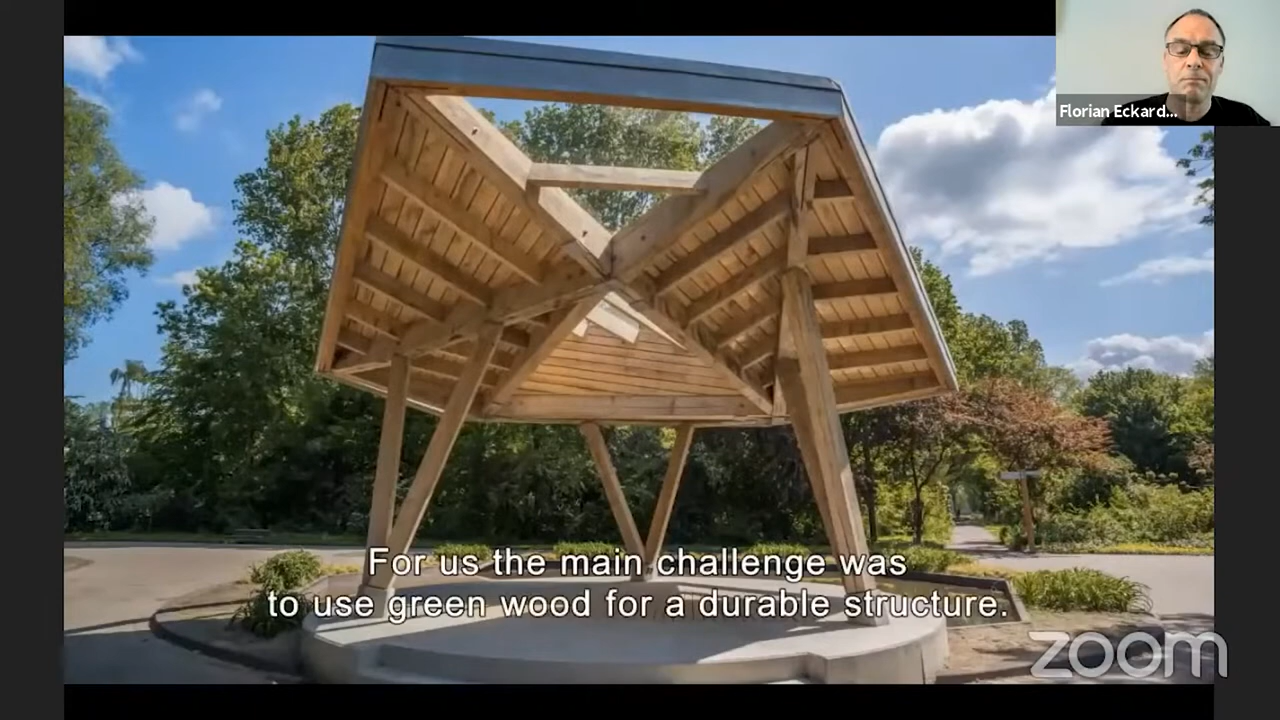 Florian Eckard...
For us the main challenge was
to use green wood for a durable structure.
zoom